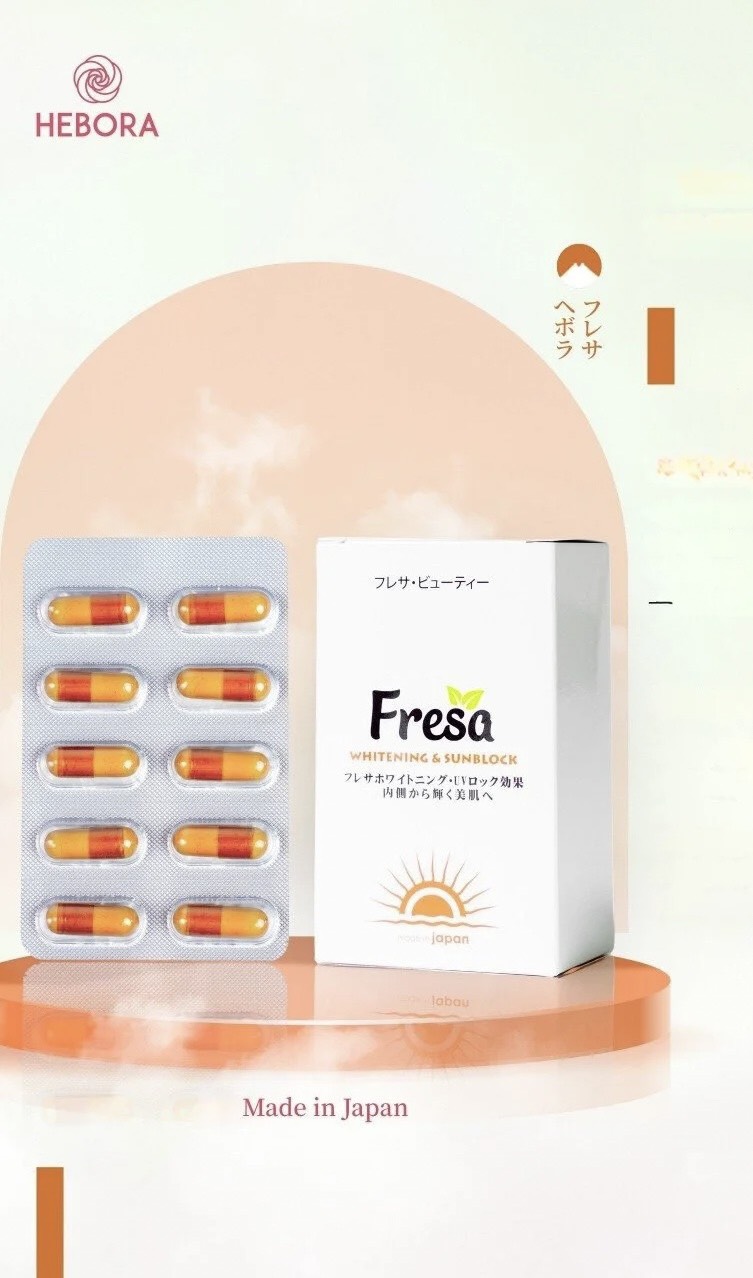 HEBORA
フレサ
ヘボラ
フレサ・ビューティー
Fresa
WHITENING & SUNBLOCK
フレサホワイトニング・UVロック効果
内側から輝く美肌へ
made in japan
Made in Japan